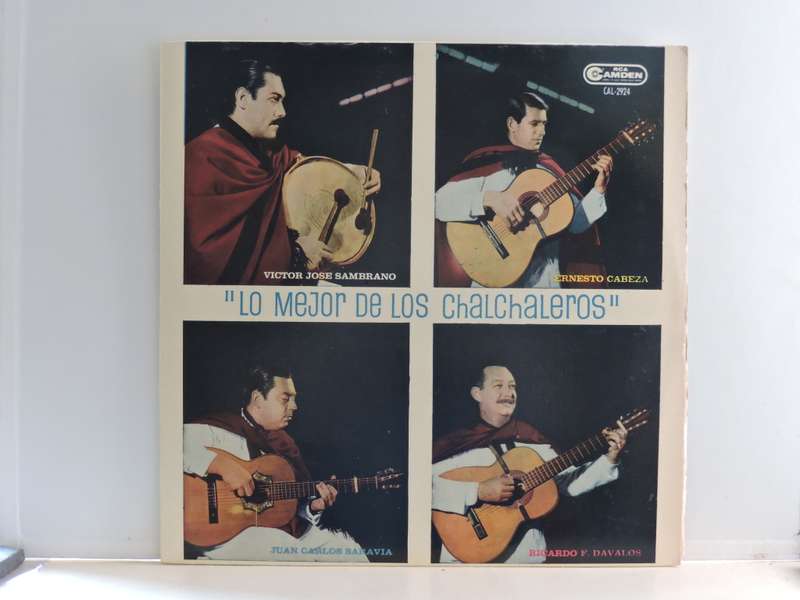 RCA
CAMDEN
CAL-2924
VICTOR JOSE SAMBRANO
ERNESTO CABEZA
"LO MEJOR DE LOS CHALCHALEROS"
JUAN CARLOS SARAVIA
RICARDO F. DAVALOS